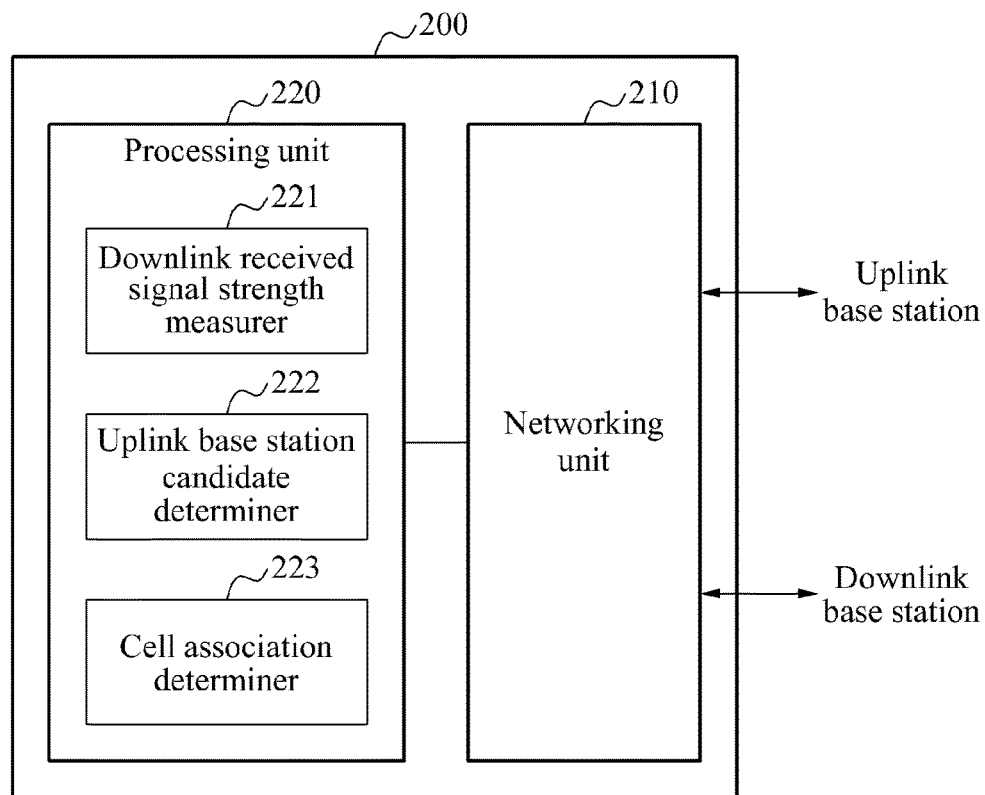 200
220
210
Processing unit
221
Downlink received
signal strength
measurer
222
Uplink base station
candidate
determiner
223
Cell association
determiner
Networking
unit
Uplink
base station
Downlink
base station